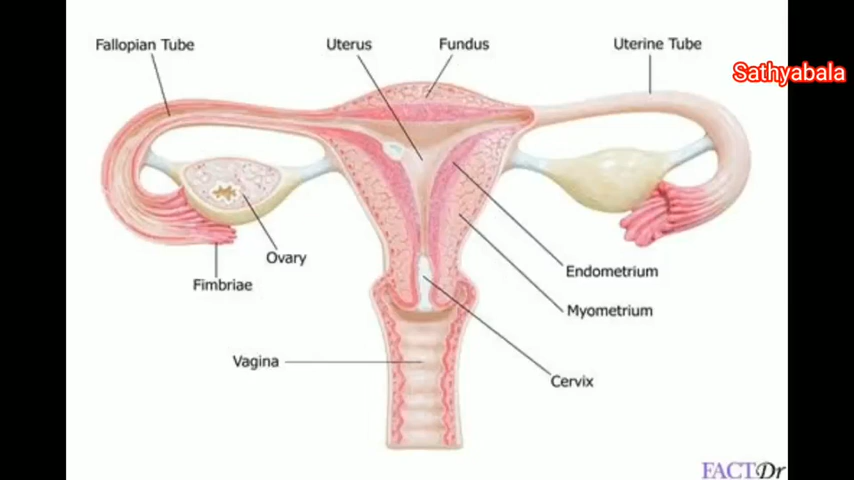 Fallopian Tube
Uterus
Fundus
Uterine Tube
Sathyabala
Ovary
Fimbriae
Endometrium
Myometrium
Vagina
Cervix
FACTDr